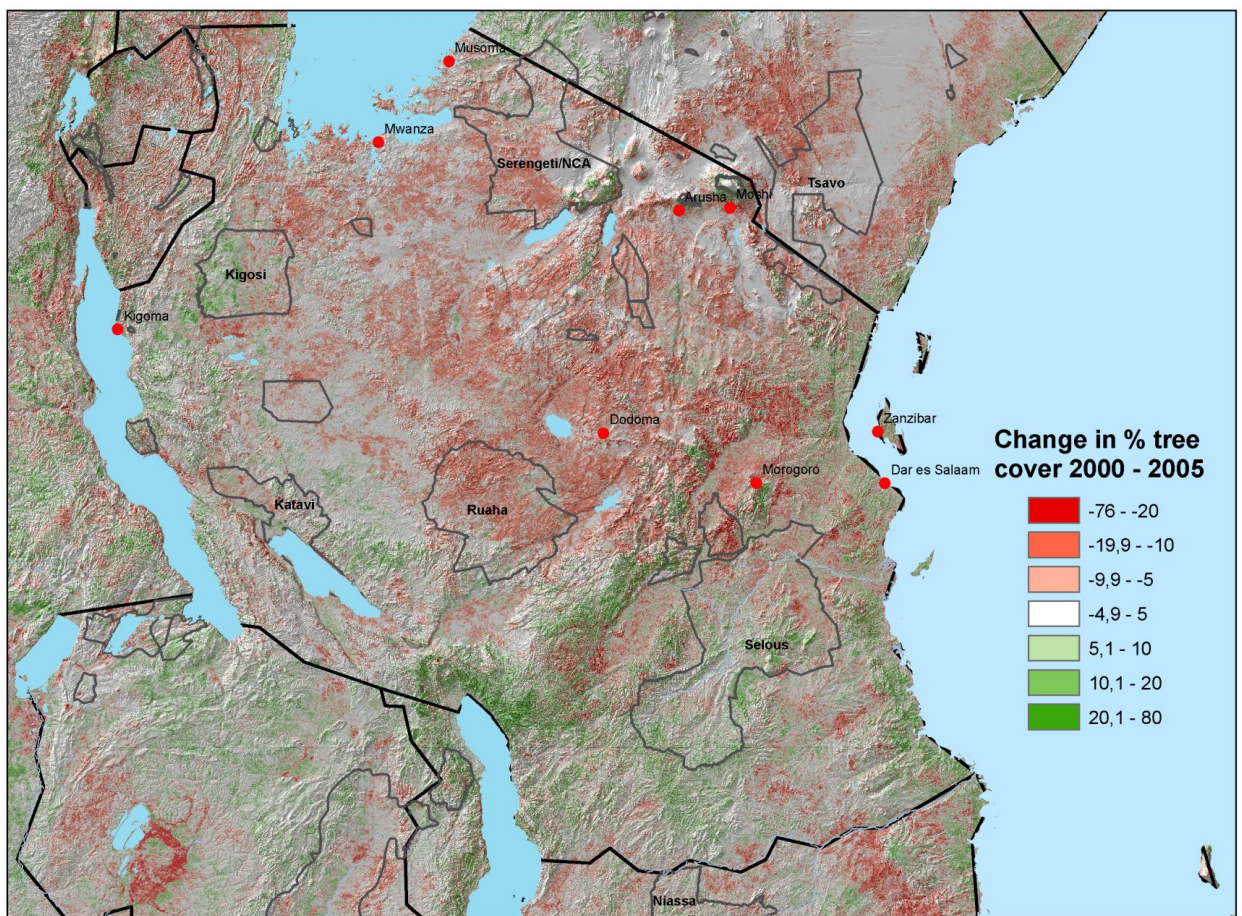 Musoma
Mwanza
Serengeti/NCA
Tsavo
Arusha
Moshi
Kigosi
Kigoma
Dodoma
Zanzibar
Change in % tree
cover 2000 - 2005
Morogoro
Dar es Salaam
Katavi
Ruaha
-76 - -20
-19,9 - -10
-9,9 - -5
-4,9 - 5
5,1 - 10
10,1 - 20
20,1 - 80
Selous
Niassa